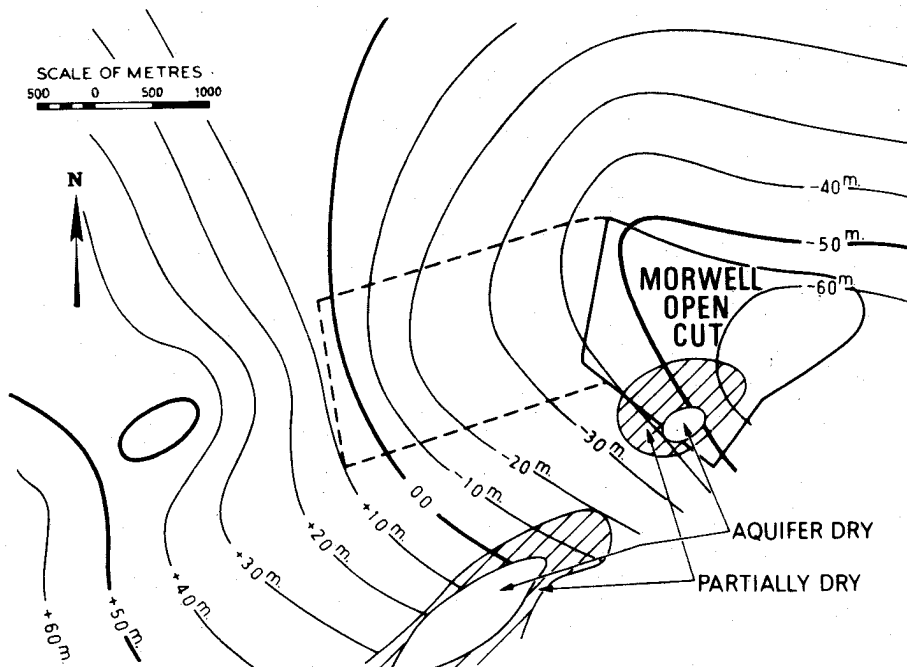 SCALE OF METRES
500 0 500 1000
N
-40m.
-50m.
MORWELL
OPEN
CUT
-60m.
-30m.
-20m.
-10m.
00
+10m.
+20m.
+30m.
+40m.
+50m.
+60m.
AQUIFER DRY
PARTIALLY DRY